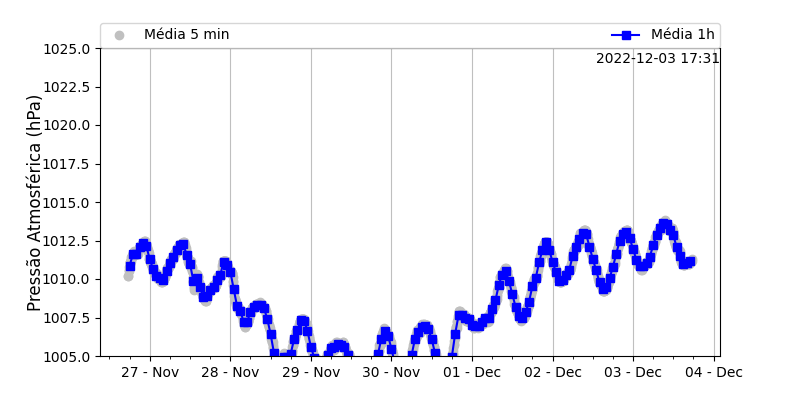 Média 5 min
Média 1h
2022-12-03 17:31
Pressão Atmosférica (hPa)
1025.0
1022.5
1020.0
1017.5
1015.0
1012.5
1010.0
1007.5
1005.0
27 - Nov
28 - Nov
29 - Nov
30 - Nov
01 - Dec
02 - Dec
03 - Dec
04 - Dec